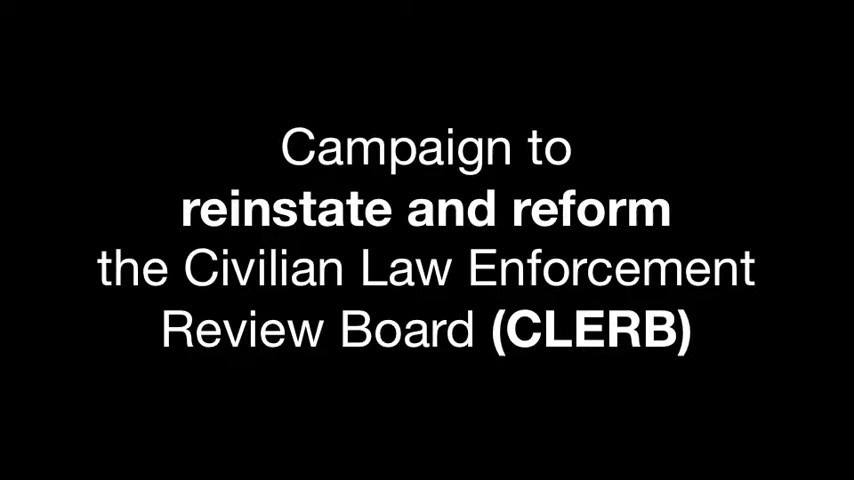 Campaign to
reinstate and reform
the Civilian Law Enforcement
Review Board (CLERB)